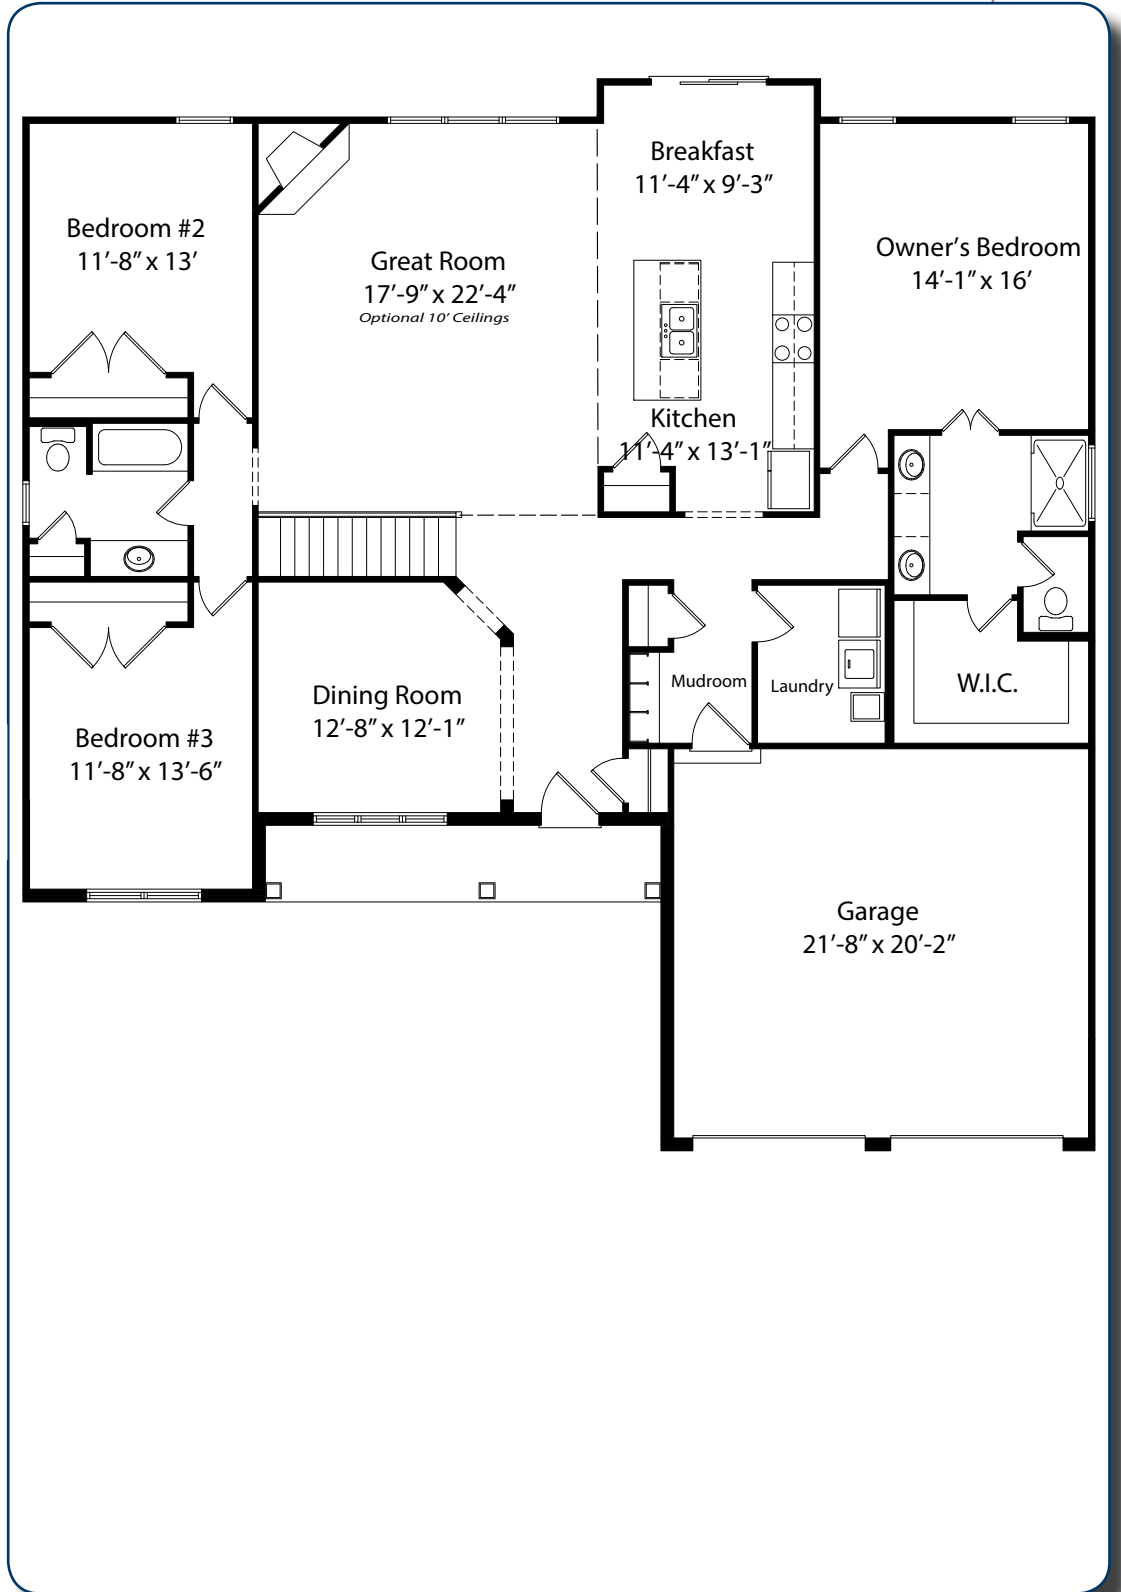 Breakfast
11’-4” x 9’-3”
Bedroom #2
11’-8” x 13’
Great Room
17’-9” x 22’-4”
Optional 10’ Ceilings
Owner’s Bedroom
14’-1” x 16’
Kitchen
11’-4” x 13’-1”
Dining Room
12’-8” x 12’-1”
Mudroom
Laundry
W.I.C.
Bedroom #3
11’-8” x 13’-6”
Garage
21’-8” x 20’-2”